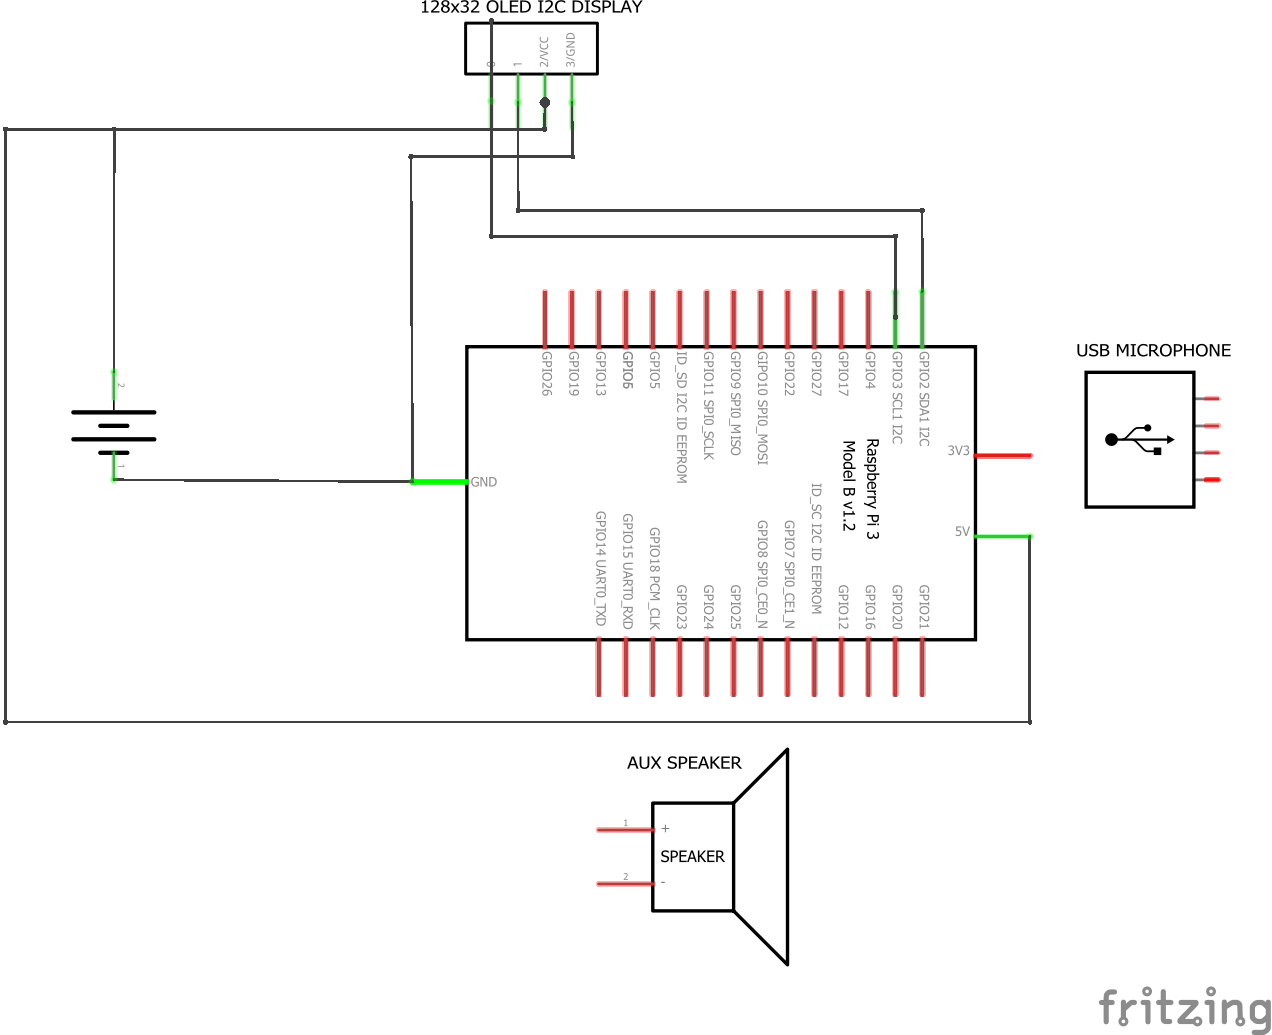 128x32 OLED I2C DISPLAY
0
1
2/VCC
3/GND
GPIO26
GPIO19
GPIO13
GPIO6
GPIO5
ID_SD I2C ID EEPROM
GPIO11 SPI0_SCLK
GPIO9 SPI0_MISO
GIPO10 SPI0_MOSI
GPIO22
GPIO27
GPIO17
GPIO4
GPIO3 SCL1 I2C
GPIO2 SDA1 I2C
USB MICROPHONE
2
1
GND
3V3
5V
Raspberry Pi 3
Model B v1.2
GPIO14 UART0_TXD
GPIO15 UART0_RXD
GPIO18 PCM_CLK
GPIO23
GPIO24
GPIO25
GPIO8 SPI0_CE0_N
GPIO7 SPI0_CE1_N
ID_SC I2C ID EEPROM
GPIO12
GPIO16
GPIO20
GPIO21
AUX SPEAKER
1 +
SPEAKER
2 -
fritzing